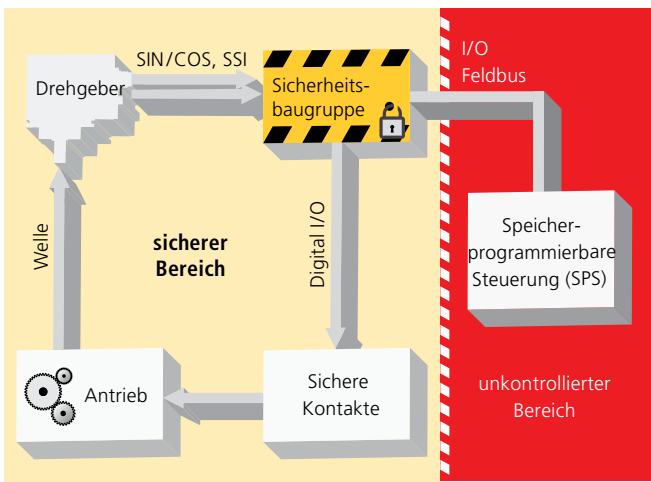 SIN/COS, SSI
Drehgeber
Sicherheits-
baugruppe
I/O
Feldbus
Welle
sicherer
Bereich
Digital I/O
Speicher-
programmierbare
Steuerung (SPS)
Antrieb
Sichere
Kontakte
unkontrollierter
Bereich